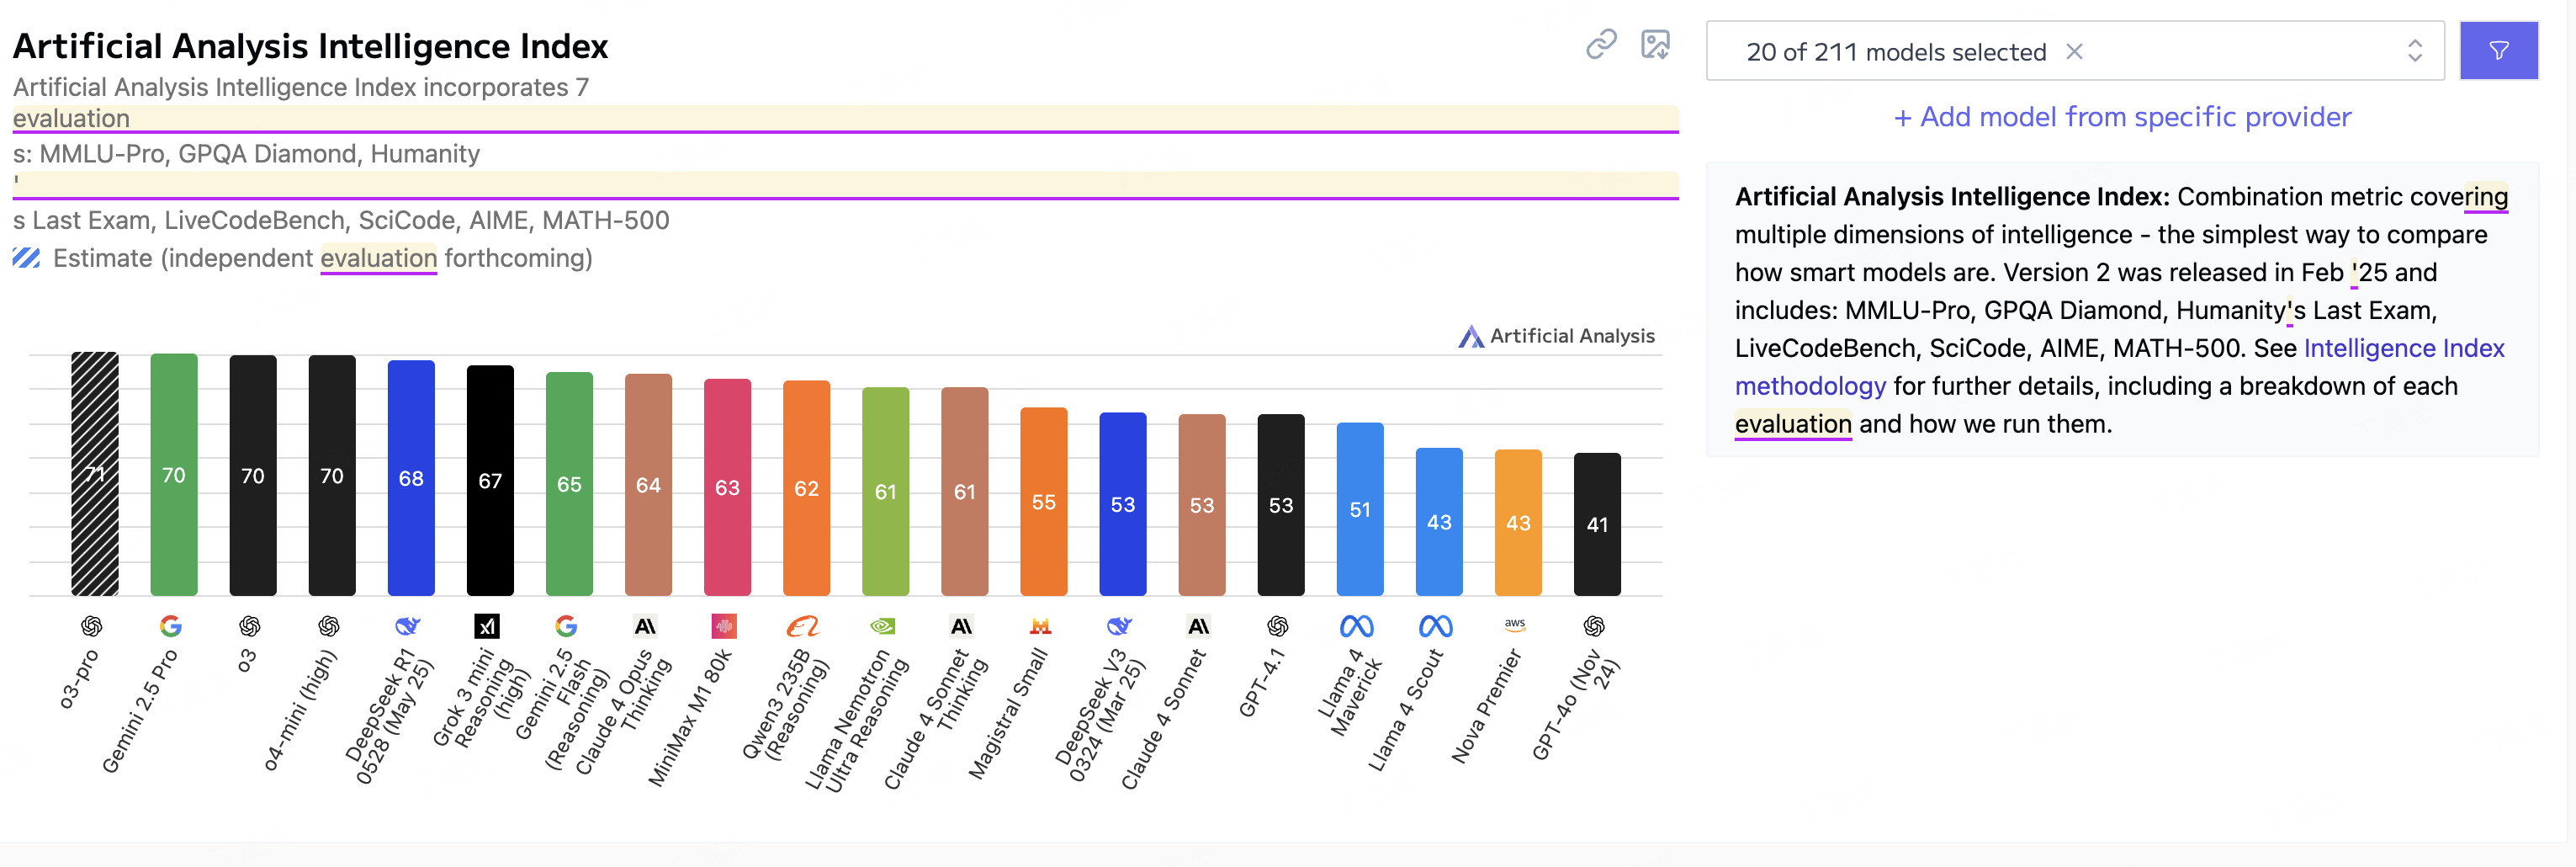 Artificial Analysis Intelligence Index
Artificial Analysis Intelligence Index incorporates 7
evaluation
s: MMLU-Pro, GPQA Diamond, Humanity
'
s Last Exam, LiveCodeBench, SciCode, AIME, MATH-500
Estimate (independent evaluation forthcoming)
Artificial Analysis
71
70
70
70
68
67
65
64
63
62
61
61
55
53
53
53
51
43
43
41
aws
o3-pro
Gemini 2.5 Pro
o3
o4-mini (high)
DeepSeek R1
0528 (May 25)
Grok 3 mini
Reasoning
(high)
Gemini 2.5
Flash
(Reasoning)
Claude 4 Opus
Thinking
MiniMax M1 80k
Qwen3 235B
(Reasoning)
Llama Nemotron
Ultra Reasoning
Claude 4 Sonnet
Thinking
Magistral Small
DeepSeek V3
0324 (Mar 25)
Claude 4 Sonnet
GPT-4.1
Llama 4
Maverick
Llama 4 Scout
Nova Premier
GPT-4o (Nov
24)
20 of 211 models selected
+ Add model from specific provider
Artificial Analysis Intelligence Index: Combination metric covering
multiple dimensions of intelligence - the simplest way to compare
how smart models are. Version 2 was released in Feb '25 and
includes: MMLU-Pro, GPQA Diamond, Humanity's Last Exam,
LiveCodeBench, SciCode, AIME, MATH-500. See Intelligence Index
methodology for further details, including a breakdown of each
evaluation and how we run them.